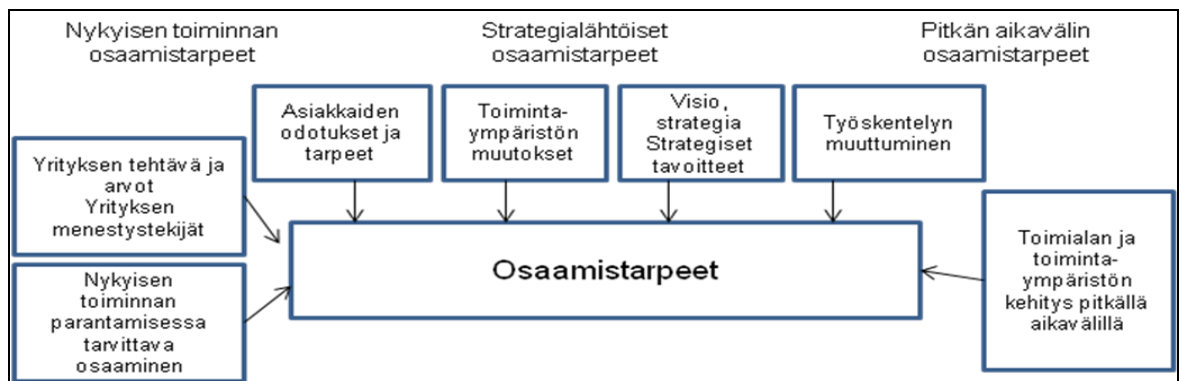 Nykyisen toiminnan
osaamistarpeet
Strategialähtöiset
osaamistarpeet
Pitkän aikavälin
osaamistarpeet
Yrityksen tehtävä ja
arvot
Yrityksen
menestystekijät
Nykyisen
toiminnan
parantamisessa
tarvittava
osaaminen
Asiakkaiden
odotukset ja
tarpeet
Toiminta-
ympäristön
muutokset
Visio,
strategia
Strategiset
tavoitteet
Työskentelyn
muuttuminen
Osaamistarpeet
Toimialan ja
toiminta-
ympäristön
kehitys pitkällä
aikavälillä